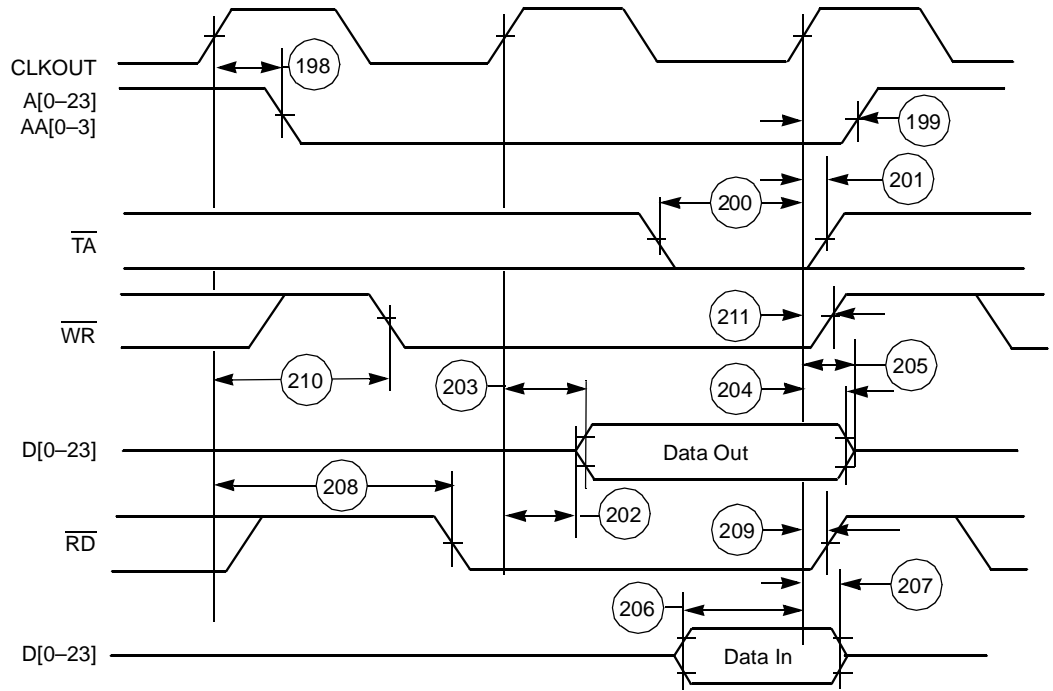 CLKOUT
198
A[0–23]
AA[0–3]
199
200
201
TA
211
WR
210
203
204
205
D[0–23]
Data Out
208
202
209
RD
206
207
D[0–23]
Data In